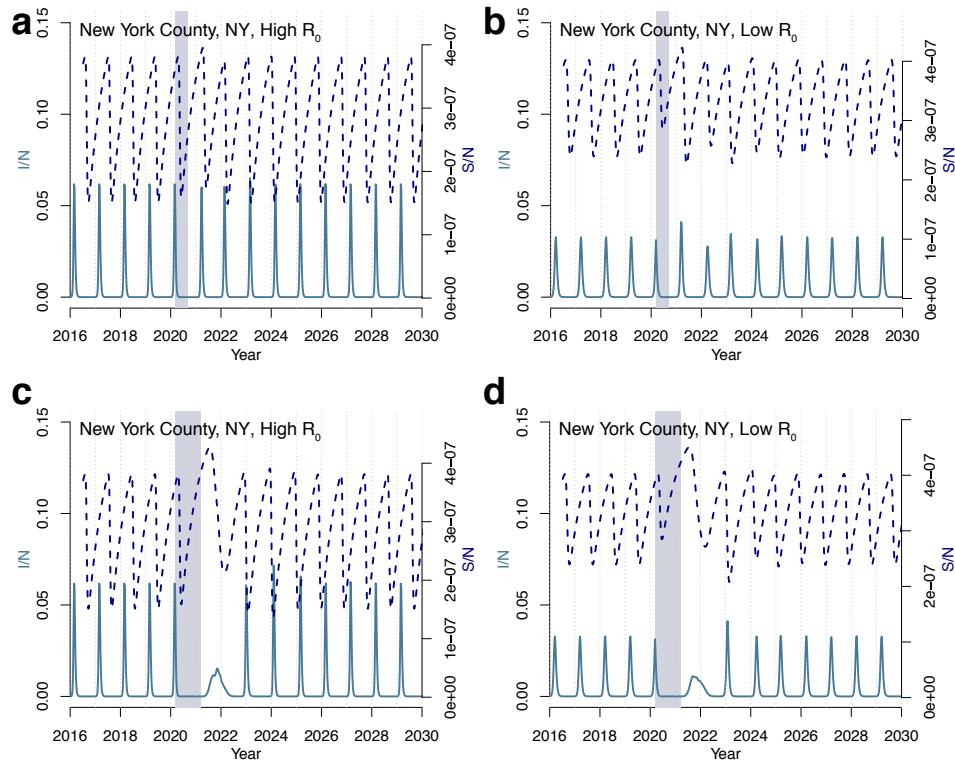 a
New York County, NY, High R0
I/N
0.00 0.05 0.10 0.15
0e+00 1e-07 2e-07 3e-07 4e-07
S/N
2016 2018 2020 2022 2024 2026 2028 2030
Year
b
New York County, NY, Low R0
I/N
0.00 0.05 0.10 0.15
0e+00 1e-07 2e-07 3e-07 4e-07
S/N
2016 2018 2020 2022 2024 2026 2028 2030
Year
c
New York County, NY, High R0
I/N
0.00 0.05 0.10 0.15
0e+00 1e-07 2e-07 3e-07 4e-07
S/N
2016 2018 2020 2022 2024 2026 2028 2030
Year
d
New York County, NY, Low R0
I/N
0.00 0.05 0.10 0.15
0e+00 2e-07 4e-07
S/N
2016 2018 2020 2022 2024 2026 2028 2030
Year